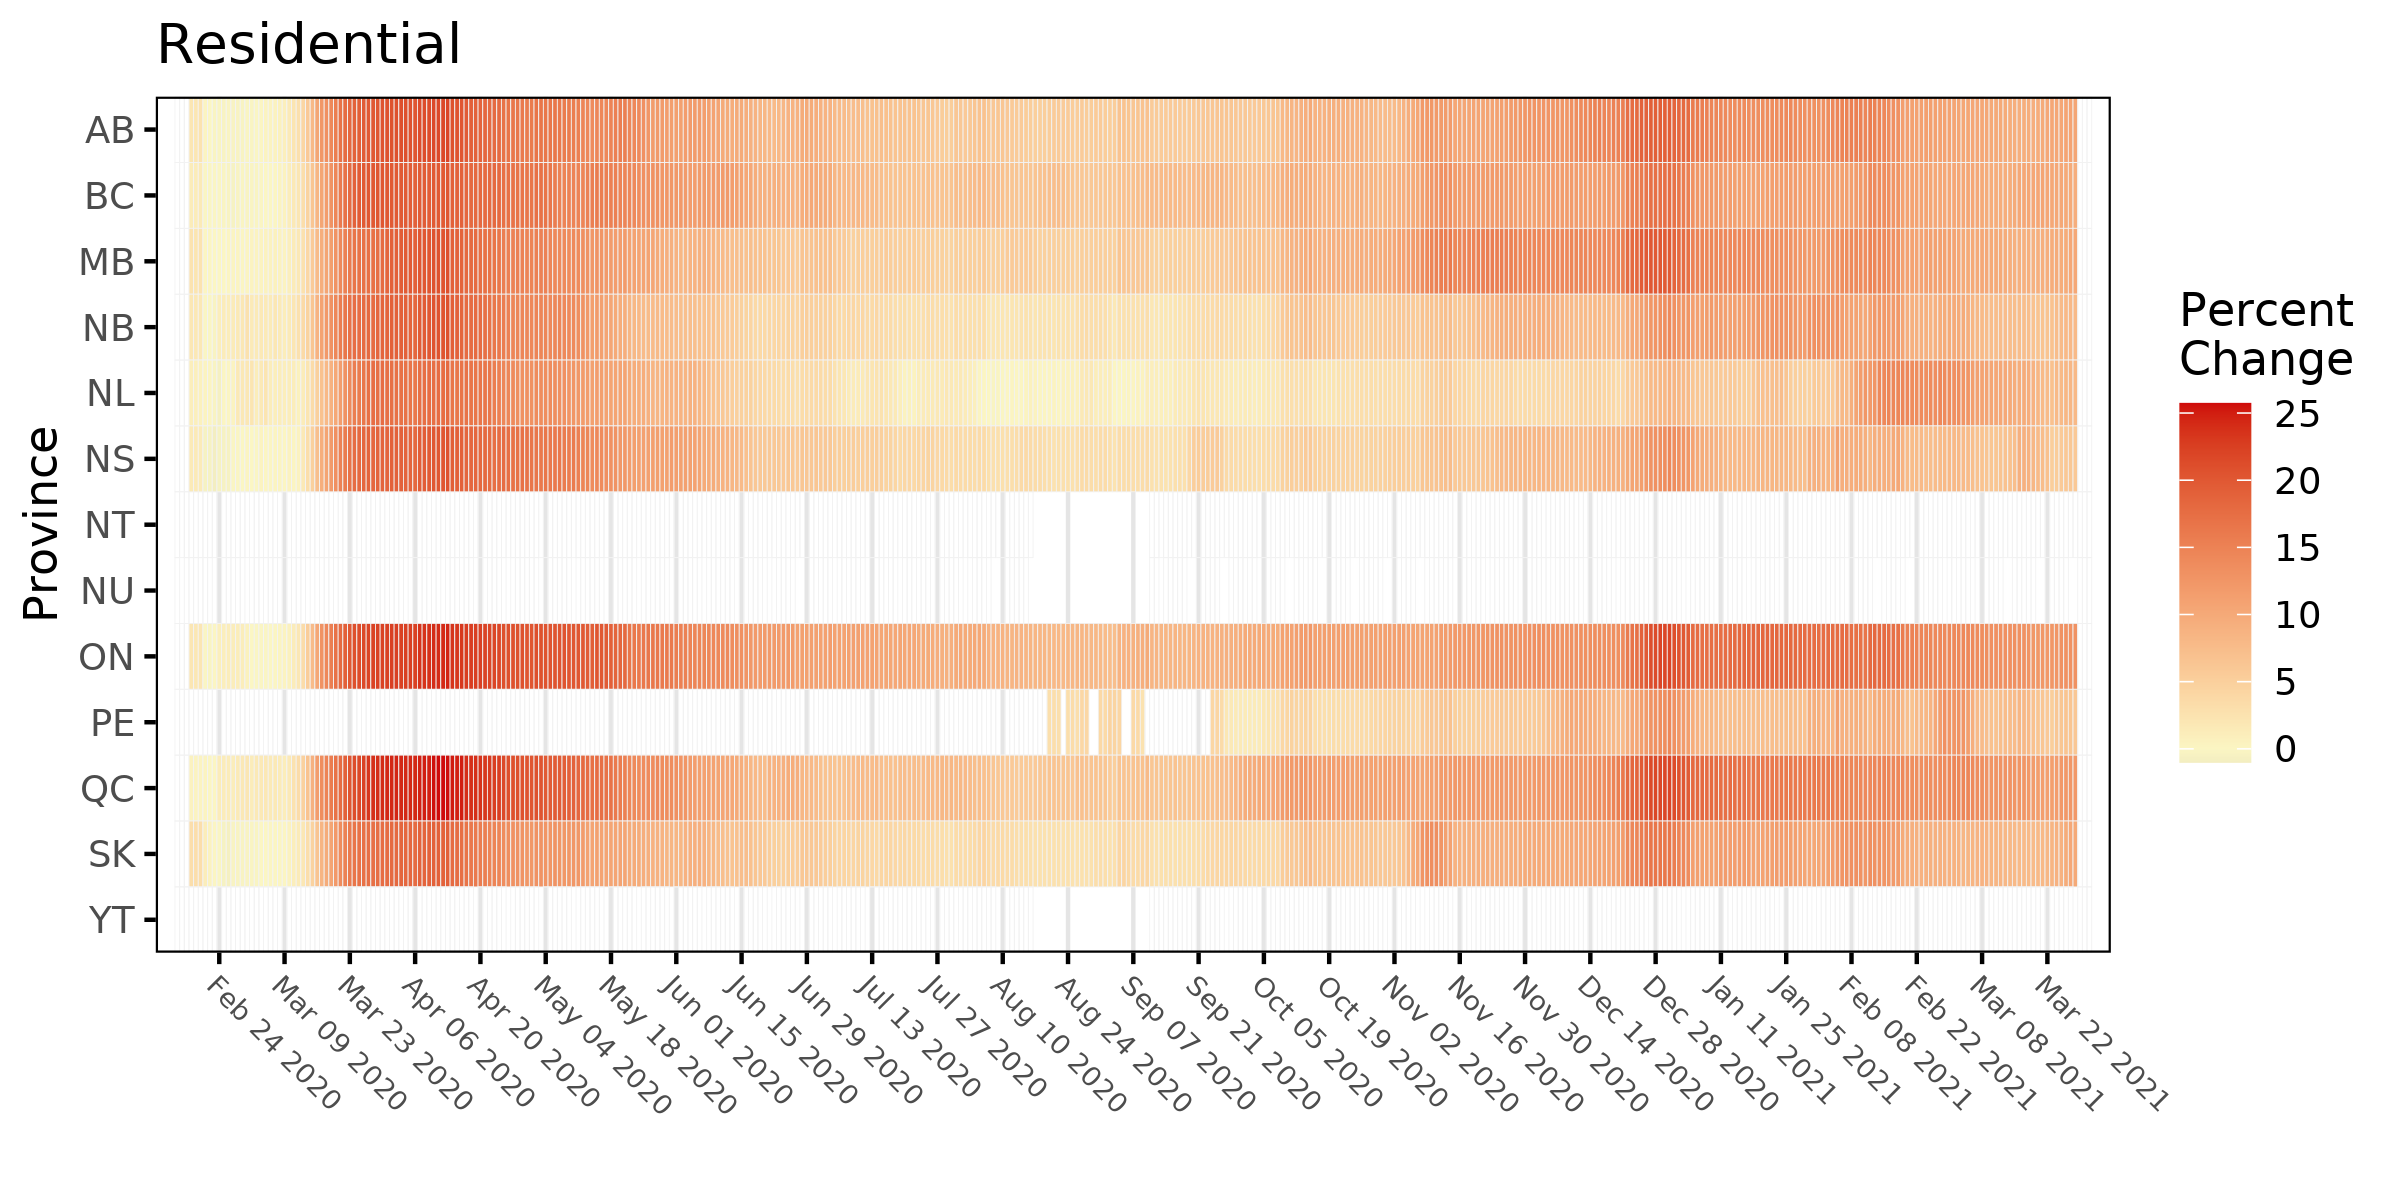 Residential
Province
AB
BC
MB
NB
NL
NS
NT
NU
ON
PE
QC
SK
YT
Feb 24 2020
Mar 09 2020
Mar 23 2020
Apr 06 2020
Apr 20 2020
May 04 2020
May 18 2020
Jun 01 2020
Jun 15 2020
Jun 29 2020
Jul 13 2020
Jul 27 2020
Aug 10 2020
Aug 24 2020
Sep 07 2020
Sep 21 2020
Oct 05 2020
Oct 19 2020
Nov 02 2020
Nov 16 2020
Nov 30 2020
Dec 14 2020
Dec 28 2020
Jan 11 2021
Jan 25 2021
Feb 08 2021
Feb 22 2021
Mar 08 2021
Mar 22 2021
Percent
Change
25
20
15
10
5
0